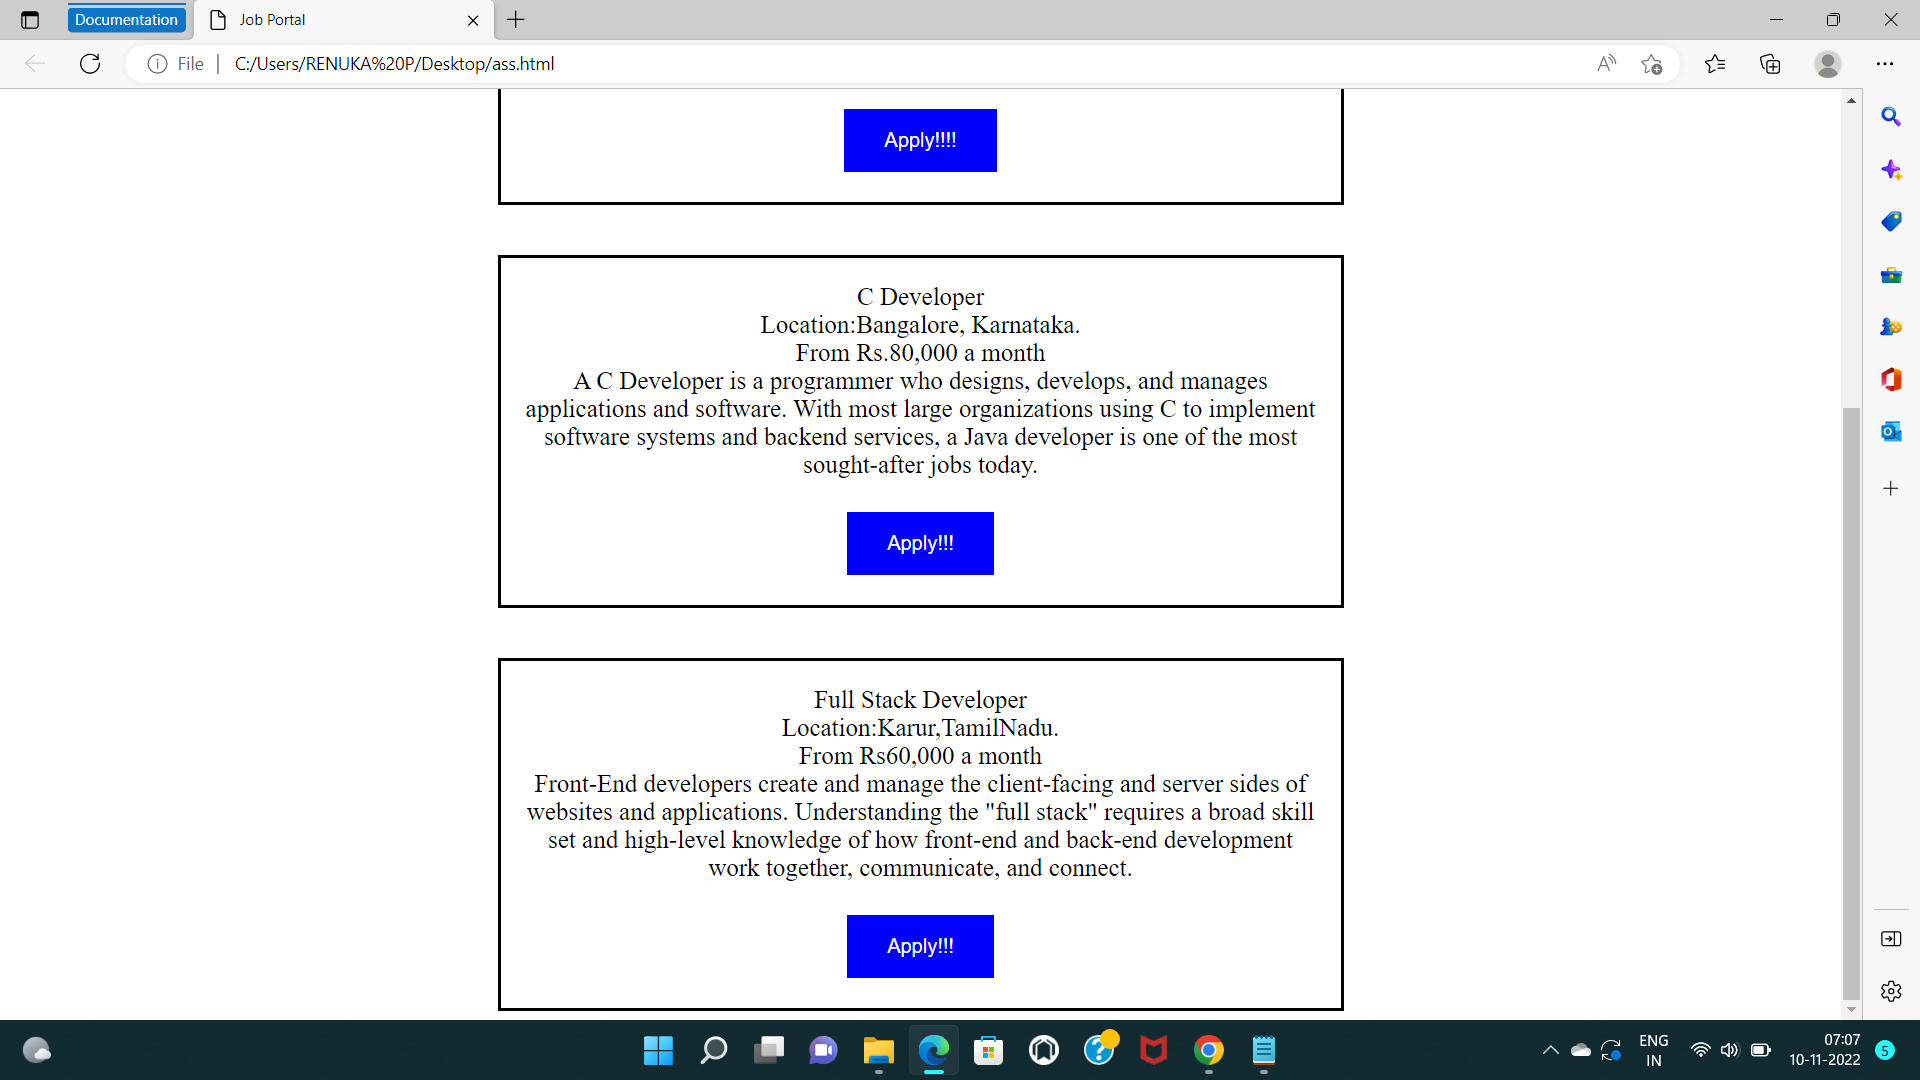 Documentation
Job Portal
File
C:/Users/RENUKA%20P/Desktop/ass.html
Apply!!!!
C Developer
Location:Bangalore, Karnataka.
From Rs.80,000 a month
A C Developer is a programmer who designs, develops, and manages
applications and software. With most large organizations using C to implement
software systems and backend services, a Java developer is one of the most
sought-after jobs today.
Apply!!!
Full Stack Developer
Location:Karur,TamilNadu.
From Rs60,000 a month
Front-End developers create and manage the client-facing and server sides of
websites and applications. Understanding the "full stack" requires a broad skill
set and high-level knowledge of how front-end and back-end development
work together, communicate, and connect.
Apply!!!
ENG
IN
07:07
10-11-2022
5